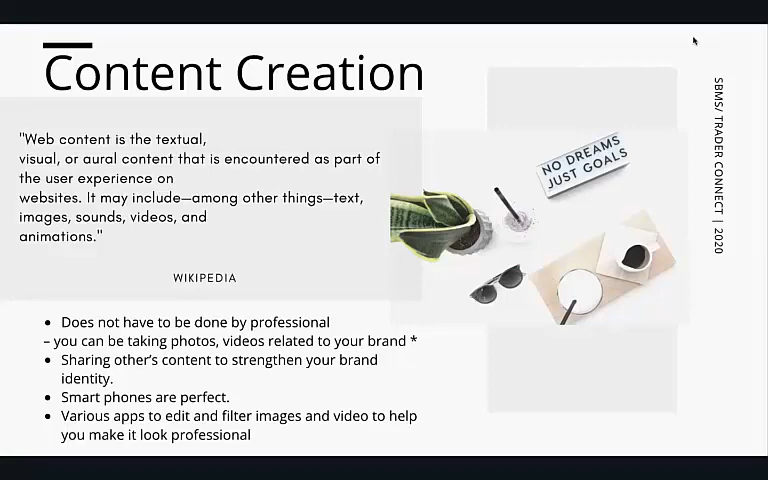 Content Creation
"Web content is the textual,
visual, or aural content that is encountered as part of
the user experience on
websites. It may include—among other things—text,
images, sounds, videos, and
animations."
WIKIPEDIA
• Does not have to be done by professional
– you can be taking photos, videos related to your brand *
• Sharing other's content to strengthen your brand
identity.
• Smart phones are perfect.
• Various apps to edit and filter images and video to help
you make it look professional
NO DREAMS
JUST GOALS
SBMS/ TRADER CONNECT | 2020